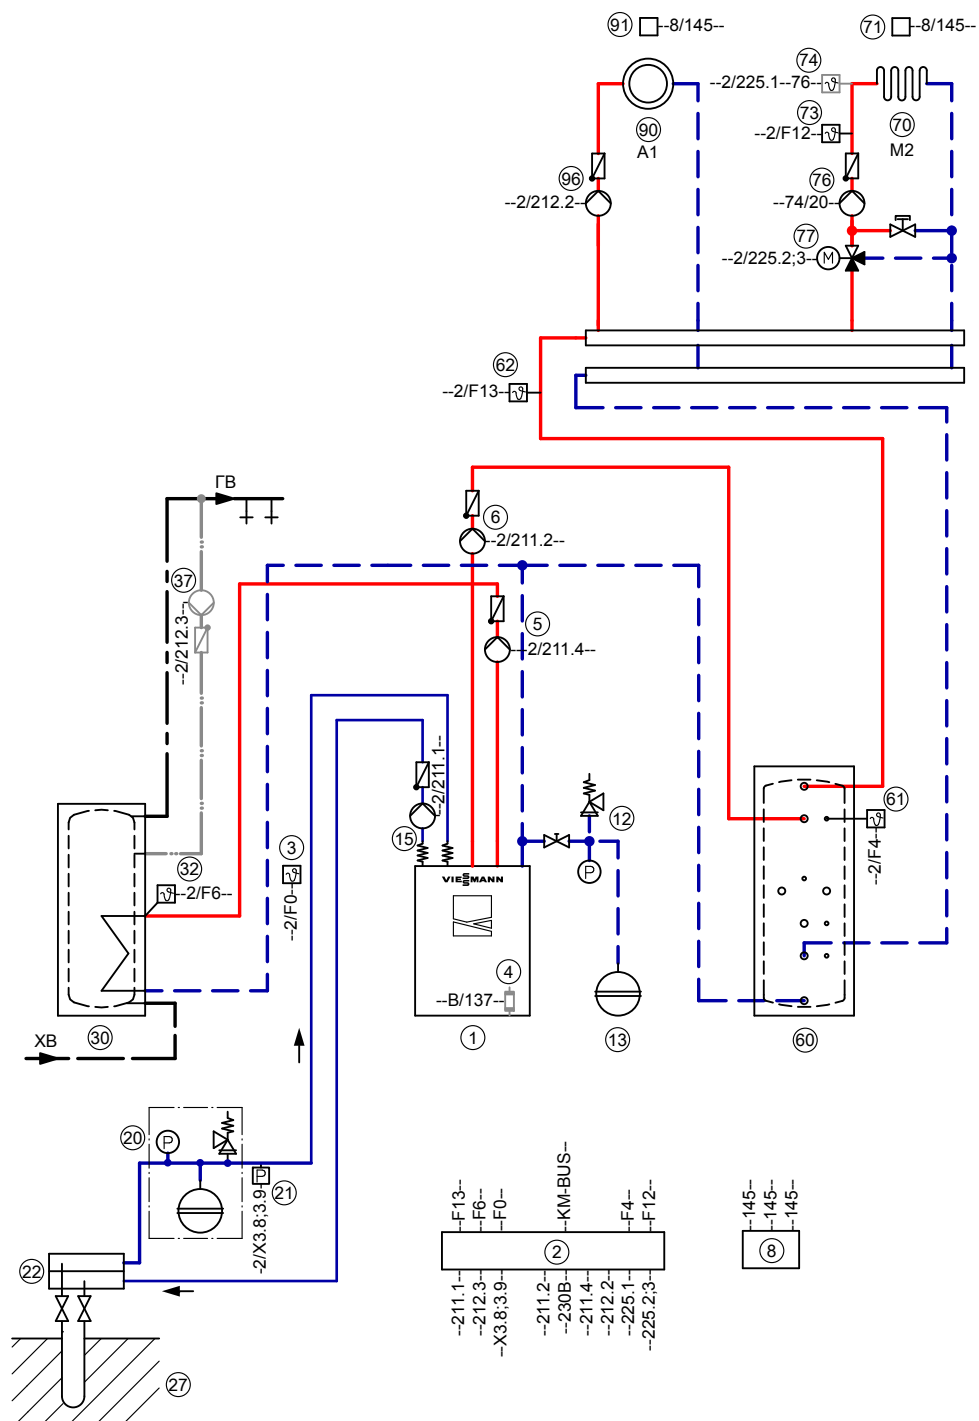 91 --8/145--
71 --8/145--
74
--2/225.1--76--
73
--2/F12--
90
A1
70
M2
96
--2/212.2--
76
--74/20--
77
--2/225.2;3--
M
62
--2/F13--
ГВ
6
--2/211.2--
37
--2/212.3--
5
--2/211.4--
--2/211.1--
15
12
61
--2/F4--
32
--2/F6--
3
--2/F0--
P
VIESSMANN
4
--B/137--
30
1
13
60
ХВ
20
P
P
21
--2/X3.8;3.9--
22
27
--F13--
--F6--
--F0--
--KM-BUS--
--F4--
--F12--
2
--211.1--
--212.3--
--X3.8;3.9--
--211.2--
--230B--
--211.4--
--212.2--
--225.1--
--225.2;3--
--145--
--145--
--145--
8